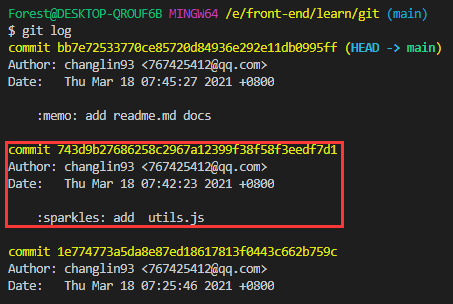 Forest@DESKTOP-QROUF6B MINGW64 /e/front-end/learn/git (main)
$ git log
commit bb7e72533770ce85720d84936e292e11db0995ff (HEAD -> main)
Author: changlin93 <767425412@qq.com>
Date:   Thu Mar 18 07:45:27 2021 +0800
    :memo: add readme.md docs
commit 743d9b27686258c2967a12399f38f58f3eedf7d1
Author: changlin93 <767425412@qq.com>
Date:   Thu Mar 18 07:42:23 2021 +0800
    :sparkles: add  utils.js
commit 1e774773a5da8e87ed18617813f0443c662b759c
Author: changlin93 <767425412@qq.com>
Date:   Thu Mar 18 07:25:46 2021 +0800